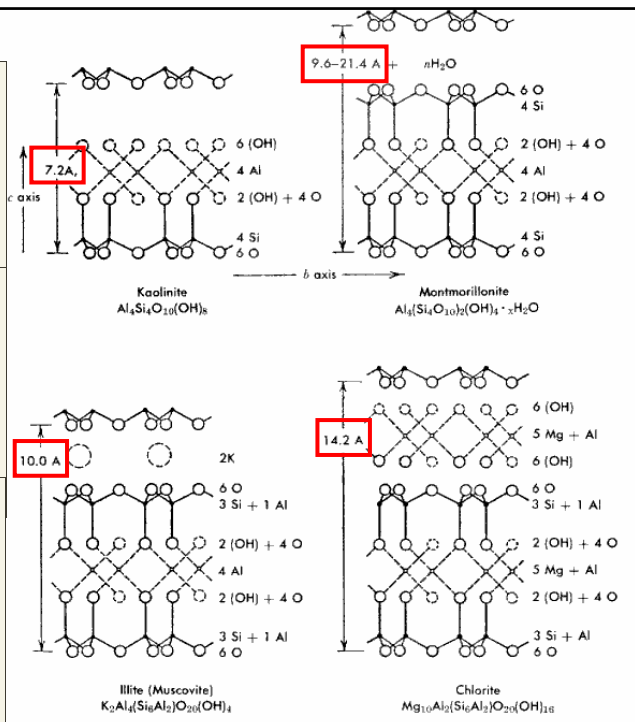 9.6–21.4 A + nH₂O
6 O
4 Si
6 (OH)
2 (OH) + 4 O
7.2A,
4 Al
4 Al
c axis
2 (OH) + 4 O
2 (OH) + 4 O
4 Si
6 O
4 Si
6 O
b axis
Kaolinite
Al₄Si₄O₁₀(OH)₈
Montmorillonite
Al₄(Si₄O₁₀)₂(OH)₄ · xH₂O
10.0 A
2K
6 O
3 Si + 1 Al
2 (OH) + 4 O
4 Al
2 (OH) + 4 O
3 Si + 1 Al
6 O
Illite (Muscovite)
K₂Al₄(Si₆Al₂)O₂₀(OH)₄
6 (OH)
14.2 A
5 Mg + Al
6 (OH)
6 O
3 Si + 1 Al
2 (OH) + 4 O
5 Mg + Al
2 (OH) + 4 O
3 Si + Al
6 O
Chlorite
Mg₁₀Al₂(Si₆Al₂)O₂₀(OH)₁₆